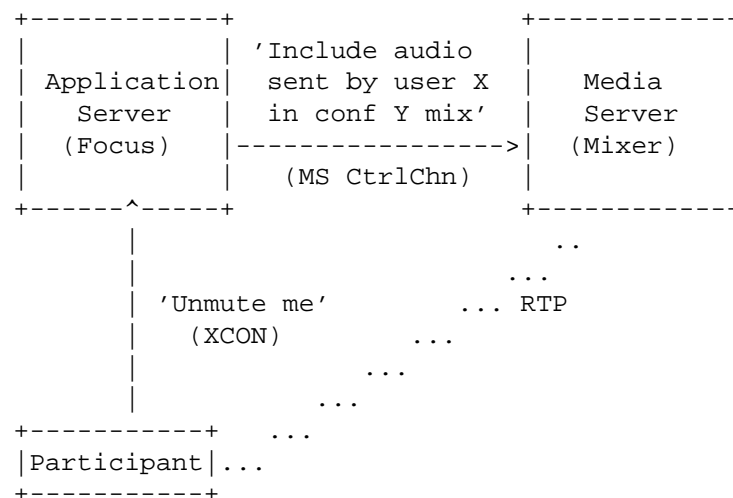 'Include audio
Application sent by user X Media
Server in conf Y mix' Server
(Focus) (Mixer)
(MS CtrlChn)
'Unmute me' RTP
(XCON)
Participant